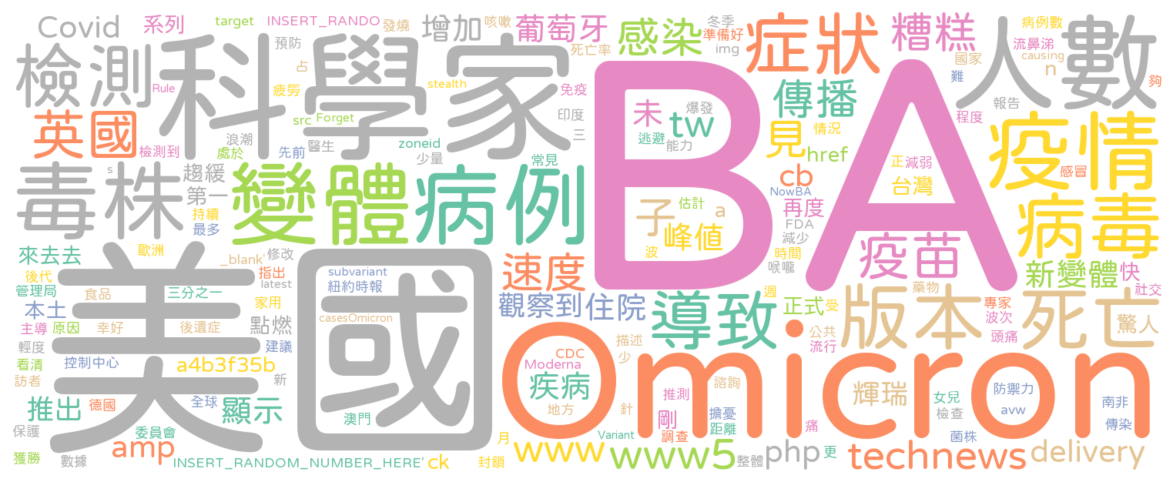 Covid 系列 target INSERT_RANDO 發燒 咳嗽 增加 葡萄牙 感染 冬季 準備好 img 症狀 糟糕 病例數 流鼻涕 causing
檢測 科學家 預防 占 疲勞 stealth 死亡率 免疫 傳播 國家 n 難 人數 夠
英國 Rule 浪潮 src Forget 醫生 zoneid 少量 印度 三 未 爆發 tw 逃避 能力 見 情況 href 報告 程度 疫情
檢測到 處於 先前 常見 BA 正 減弱 感冒
毒株 s 趨緩 第一 變體 病例 cb NowBA 台灣 病毒
持續 最多 子 估計 a 峰值 波 再度 FDA 減少 疫苗
來去去 歐洲 _blank' 修改 速度 時間 喉嚨 新變體 快
後代 指出 latest subvariant 紐約時報 觀察到住院 週 藥物 社交
管理局 食品 三分之一 家用 導致 正式 受 版本 專家 死亡
本土 美國 casesOmicron 公共 波次 驚人
主導 原因 幸好 後遺症 點燃 Omicron 描述 流行 頭痛
輕度 控制中心 建議 CDC 少
看清 a4b3f35b Moderna 疾病 諮詢 輝瑞 女兒 防禦力
訪者 新 推測 檢查 avw 南非
推出 德國 全球 顯示 澳門 地方 針 剛 擴憂 距離 菌株 傳染
保護 委員會 amp 月 Variant 調查 痛
獲勝 數據 INSERT_RANDOM_NUMBER_HERE' ck 封鎖 www www5 整體 php 更 technews delivery